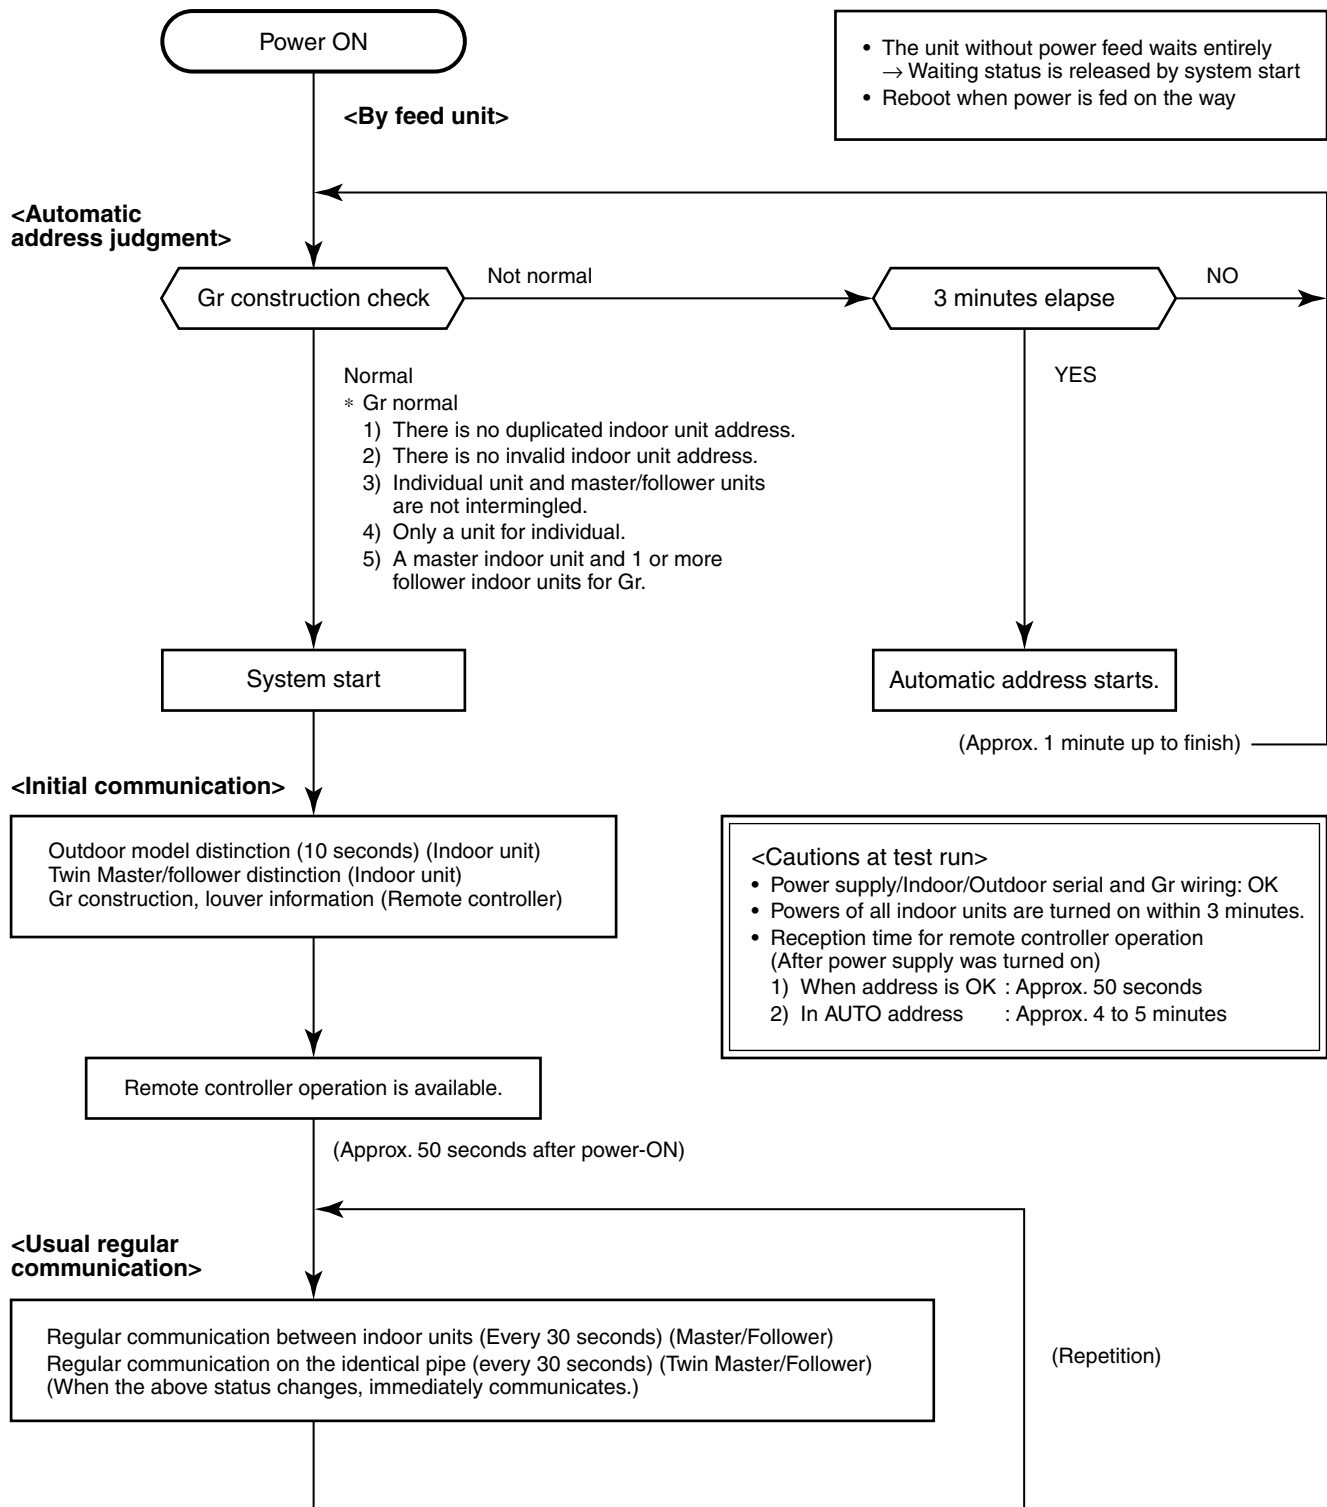 Power ON
• The unit without power feed waits entirely
→ Waiting status is released by system start
• Reboot when power is fed on the way
<By feed unit>
<Automatic
address judgment>
Gr construction check
Not normal
3 minutes elapse
NO
Normal
* Gr normal
1) There is no duplicated indoor unit address.
2) There is no invalid indoor unit address.
3) Individual unit and master/follower units
are not intermingled.
4) Only a unit for individual.
5) A master indoor unit and 1 or more
follower indoor units for Gr.
YES
System start
Automatic address starts.
(Approx. 1 minute up to finish)
<Initial communication>
Outdoor model distinction (10 seconds) (Indoor unit)
Twin Master/follower distinction (Indoor unit)
Gr construction, louver information (Remote controller)
<Cautions at test run>
• Power supply/Indoor/Outdoor serial and Gr wiring: OK
• Powers of all indoor units are turned on within 3 minutes.
• Reception time for remote controller operation
(After power supply was turned on)
1) When address is OK : Approx. 50 seconds
2) In AUTO address : Approx. 4 to 5 minutes
Remote controller operation is available.
(Approx. 50 seconds after power-ON)
<Usual regular
communication>
Regular communication between indoor units (Every 30 seconds) (Master/Follower)
Regular communication on the identical pipe (every 30 seconds) (Twin Master/Follower)
(When the above status changes, immediately communicates.)
(Repetition)